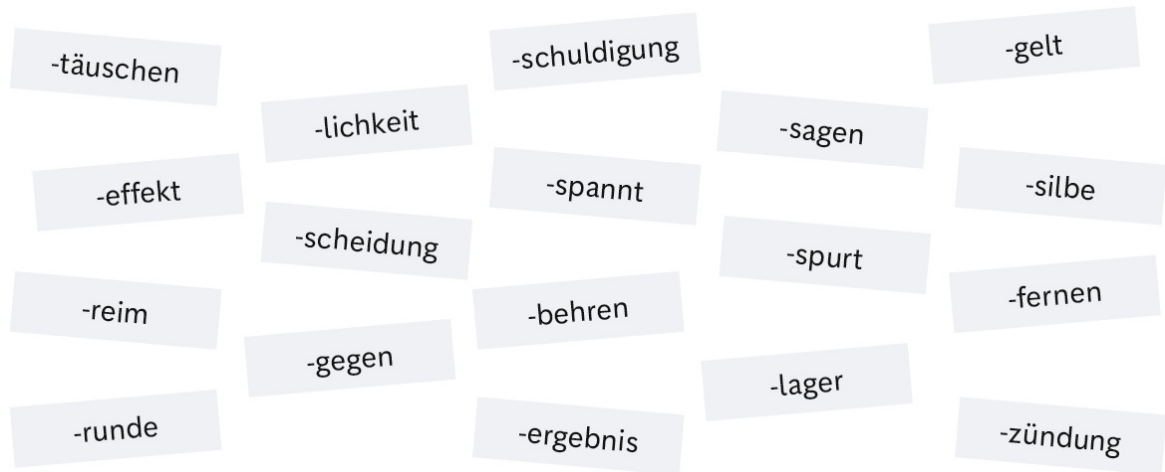 -täuschen
-schuldigung
-gelt
-lichkeit
-sagen
-effekt
-spannt
-silbe
-scheidung
-spurt
-reim
-behren
-fernen
-gegen
-lager
-runde
-ergebnis
-zündung